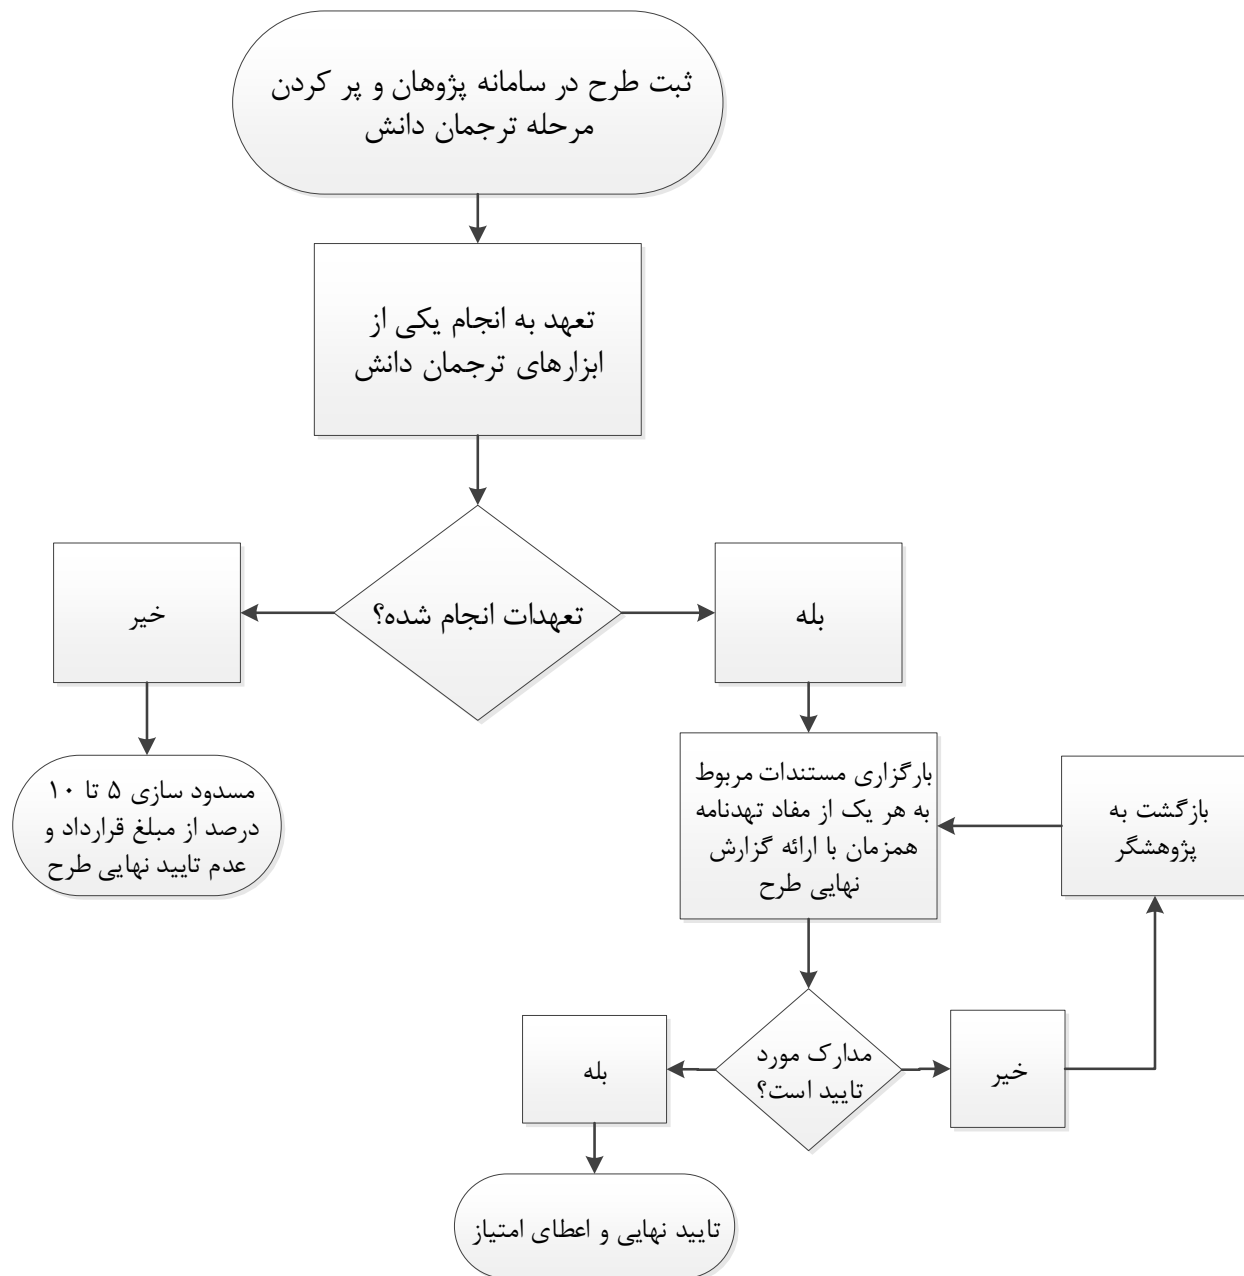 ثبت طرح در سامانه پژوهان و پر کردن
مرحله ترجمان دانش
تعهد به انجام یکی از
ابزارهای ترجمان دانش
تعهدات انجام شده؟
خیر
بله
مسدود سازی ۵ تا ۱۰
درصد از مبلغ قرارداد و
عدم تایید نهایی طرح
بارگزاری مستندات مربوط
به هر یک از مفاد تهدنامه
همزمان با ارائه گزارش
نهایی طرح
بازگشت به
پژوهشگر
مدارک مورد
تایید است؟
خیر
بله
تایید نهایی و اعطای امتیاز